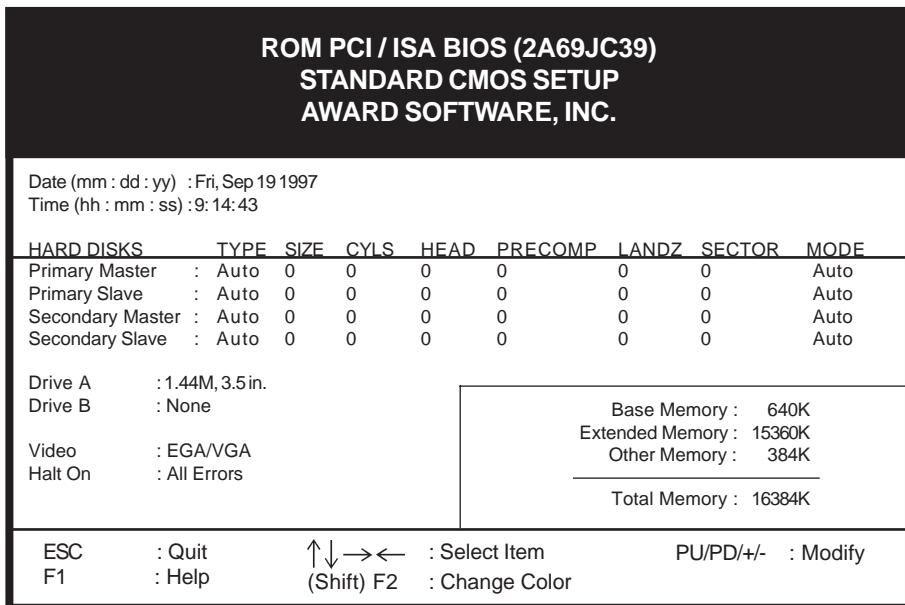 ROM PCI / ISA BIOS (2A69JC39)
STANDARD CMOS SETUP
AWARD SOFTWARE, INC.
Date (mm : dd : yy) : Fri, Sep 19 1997
Time (hh : mm : ss) : 9: 14: 43
HARD DISKS TYPE SIZE CYLS HEAD PRECOMP LANDZ SECTOR MODE
Primary Master : Auto 0 0 0 0 0 0 Auto
Primary Slave : Auto 0 0 0 0 0 0 Auto
Secondary Master : Auto 0 0 0 0 0 0 Auto
Secondary Slave : Auto 0 0 0 0 0 0 Auto
Drive A : 1.44M, 3.5 in.
Drive B : None
Video : EGA/VGA
Halt On : All Errors
Base Memory : 640K
Extended Memory : 15360K
Other Memory : 384K
Total Memory : 16384K
ESC : Quit ↑↓→← : Select Item PU/PD/+/- : Modify
F1 : Help (Shift) F2 : Change Color